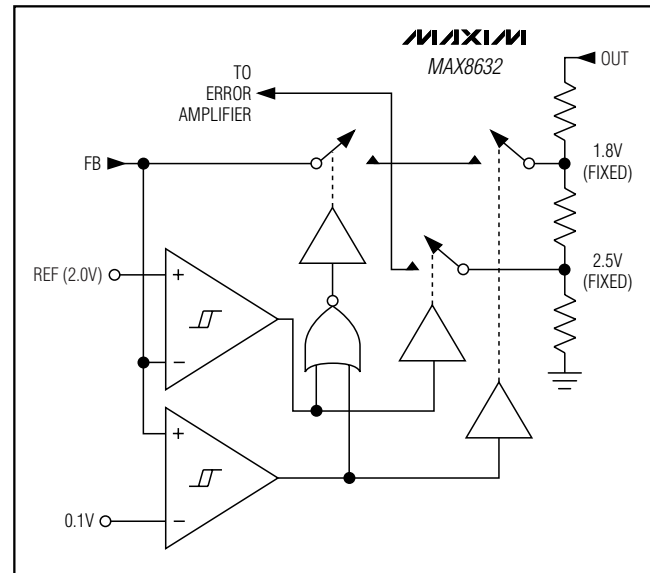 MAXIM
MAX8632
OUT
TO
ERROR
AMPLIFIER
FB
1.8V
(FIXED)
REF (2.0V)
+
−
2.5V
(FIXED)
+
−
0.1V